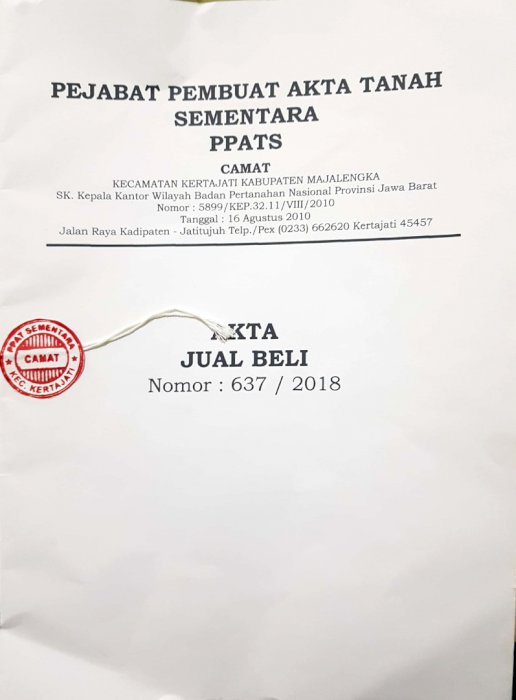 PEJABAT PEMBUAT AKTA TANAH
SEMENTARA
PPATS
CAMAT
KECAMATAN KERTAJATI KABUPATEN MAJALENGKA
SK. Kepala Kantor Wilayah Badan Pertanahan Nasional Provinsi Jawa Barat
Nomor : 5899/KEP.32.11/VIII/2010
Tanggal : 16 Agustus 2010
Jalan Raya Kadipaten - Jatitujuh Telp./Pex (0233) 662620 Kertajati 45457
AKTA
JUAL BELI
Nomor : 637 / 2018
PPAT SEMENTARA
CAMAT
KEC. KERTAJATI